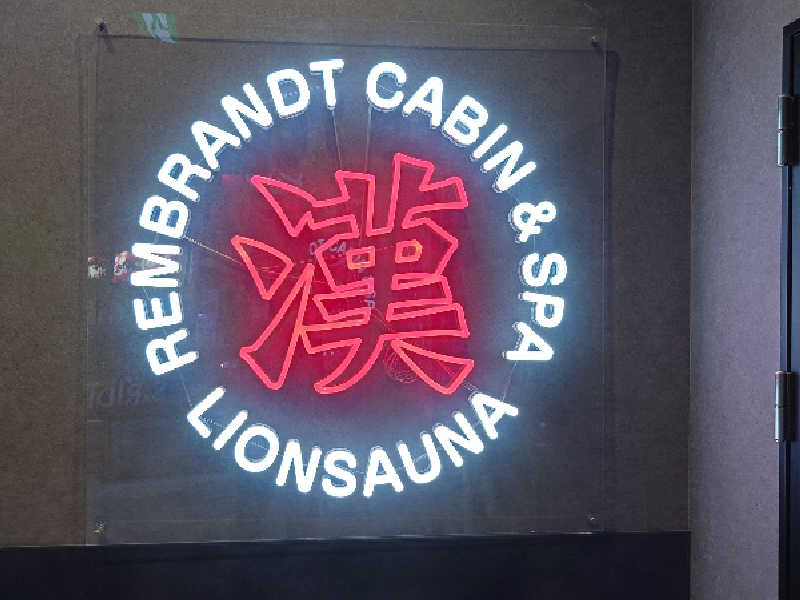 REMBRANDT CABIN & SPA
漢
LIONSAUNA